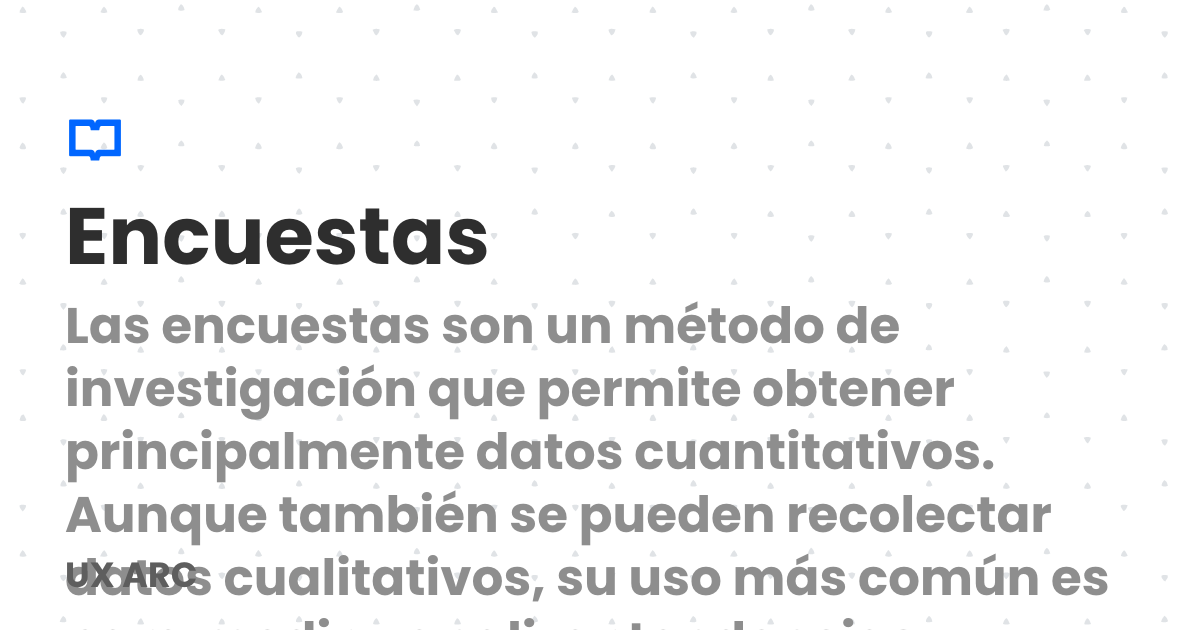 Encuestas
Las encuestas son un método de
investigación que permite obtener
principalmente datos cuantitativos.
Aunque también se pueden recolectar
datos cualitativos, su uso más común es
UX ARC